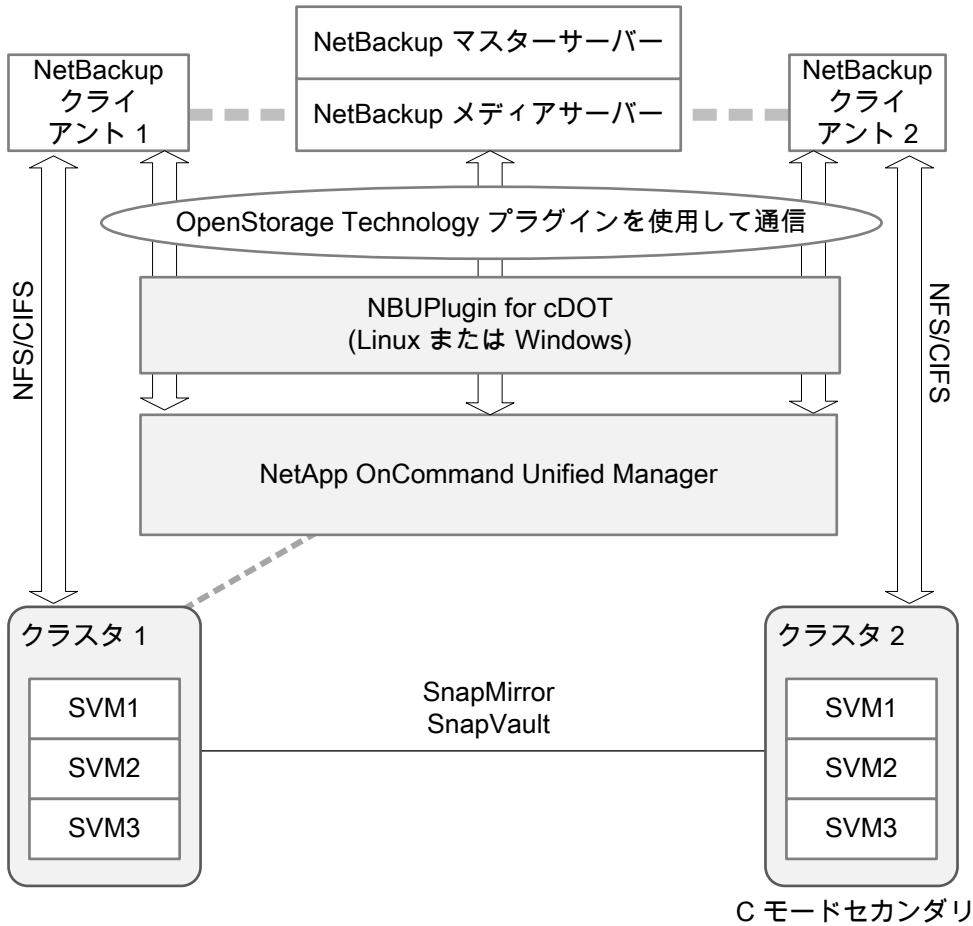 NetBackup マスターサーバー
NetBackup
クライ
アント 1
NetBackup メディアサーバー
NetBackup
クライ
アント 2
OpenStorage Technology プラグインを使用して通信
NFS/CIFS
NBUPlugin for cDOT
(Linux または Windows)
NFS/CIFS
NetApp OnCommand Unified Manager
クラスタ 1
SVM1
SVM2
SVM3
SnapMirror
SnapVault
クラスタ 2
SVM1
SVM2
SVM3
C モードセカンダリ